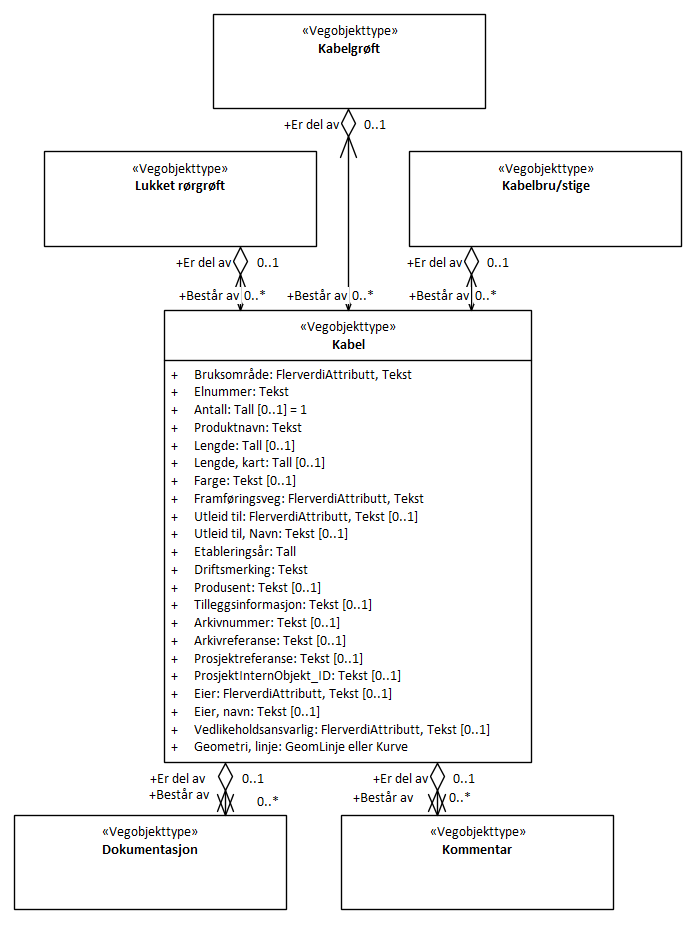 «Vegobjekttype»
Kabelgrøft
+Er del av 0..1
«Vegobjekttype»
Lukket rørgrøft
«Vegobjekttype»
Kabelbru/stige
+Er del av 0..1
+Er del av 0..1
+Består av 0..*
+Består av 0..*
+Består av 0..*
«Vegobjekttype»
Kabel
+ Bruksområde: FlerverdiAttributt, Tekst
+ Elnummer: Tekst
+ Antall: Tall [0..1] = 1
+ Produktnavn: Tekst
+ Lengde: Tall [0..1]
+ Lengde, kart: Tall [0..1]
+ Farge: Tekst [0..1]
+ Framføringsveg: FlerverdiAttributt, Tekst
+ Utleid til: FlerverdiAttributt, Tekst [0..1]
+ Utleid til, Navn: Tekst [0..1]
+ Etableringsår: Tall
+ Driftsmerking: Tekst
+ Produsent: Tekst [0..1]
+ Tilleggsinformasjon: Tekst [0..1]
+ Arkivnummer: Tekst [0..1]
+ Arkivreferanse: Tekst [0..1]
+ Prosjektreferanse: Tekst [0..1]
+ ProsjektInternObjekt_ID: Tekst [0..1]
+ Eier: FlerverdiAttributt, Tekst [0..1]
+ Eier, navn: Tekst [0..1]
+ Vedlikeholdsansvarlig: FlerverdiAttributt, Tekst [0..1]
+ Geometri, linje: GeomLinje eller Kurve
+Er del av 0..1
+Består av 0..*
+Er del av 0..1
+Består av 0..*
«Vegobjekttype»
Dokumentasjon
«Vegobjekttype»
Kommentar